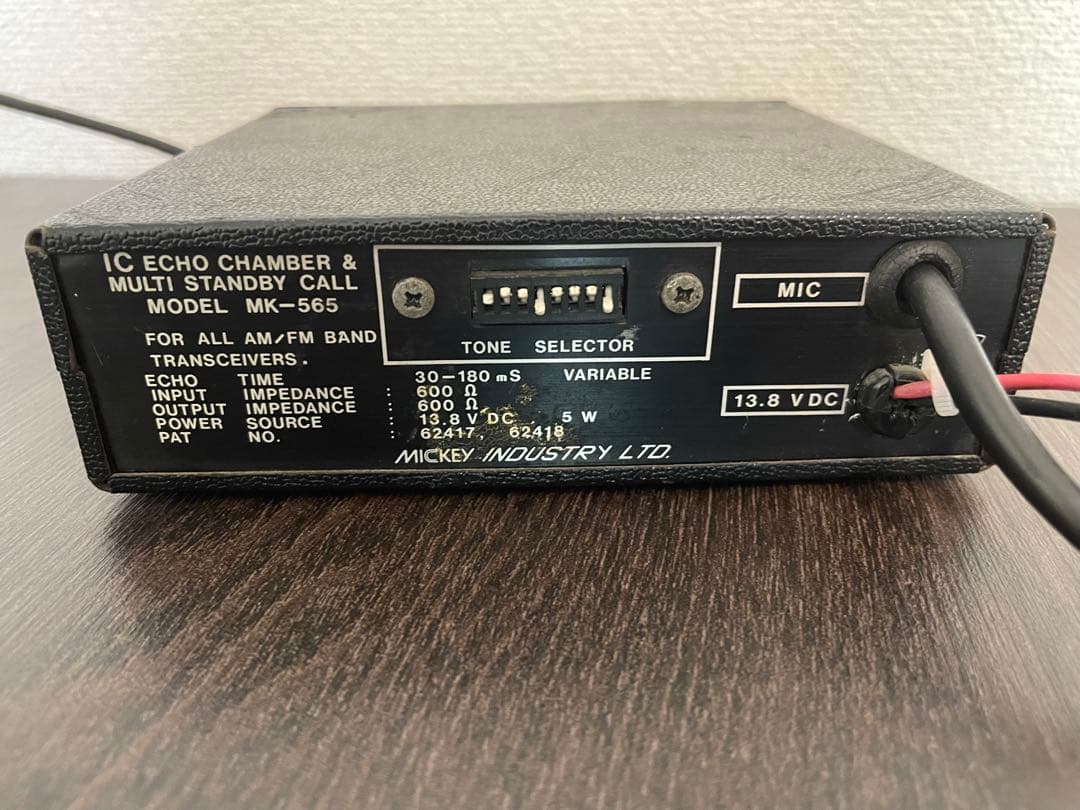 IC ECHO CHAMBER &
MULTI STANDBY CALL
MODEL MK-565
FOR ALL AM/FM BAND
TRANSCEIVERS.
ECHO TIME : 30-180 mS VARIABLE
INPUT IMPEDANCE : 600 Ω
OUTPUT IMPEDANCE : 600 Ω
POWER SOURCE : 13.8 V DC 5 W
PAT NO. : 62417, 62418
MICKEY INDUSTRY LTD.
TONE SELECTOR
MIC
13.8 V DC